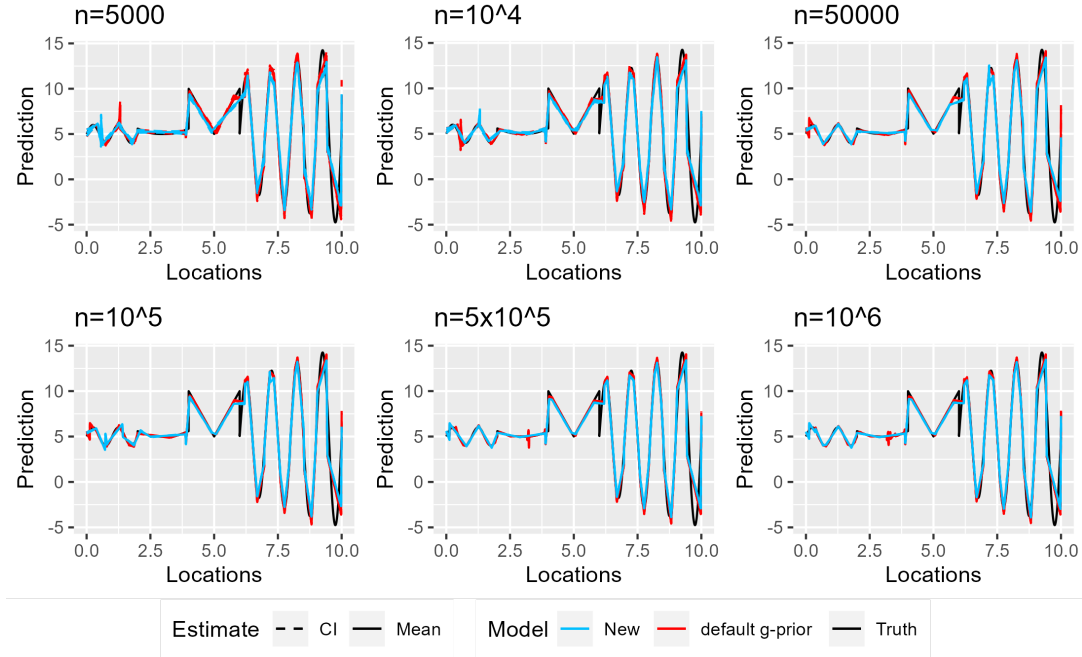 n=5000
n=10^4
n=50000
Prediction
15
10
5
0
-5
0.0 2.5 5.0 7.5 10.0
Locations
Prediction
15
10
5
0
-5
0.0 2.5 5.0 7.5 10.0
Locations
Prediction
15
10
5
0
-5
0.0 2.5 5.0 7.5 10.0
Locations
n=10^5
n=5x10^5
n=10^6
Prediction
15
10
5
0
-5
0.0 2.5 5.0 7.5 10.0
Locations
Prediction
15
10
5
0
-5
0.0 2.5 5.0 7.5 10.0
Locations
Prediction
15
10
5
0
-5
0.0 2.5 5.0 7.5 10.0
Locations
Estimate CI Mean
Model New default g-prior Truth